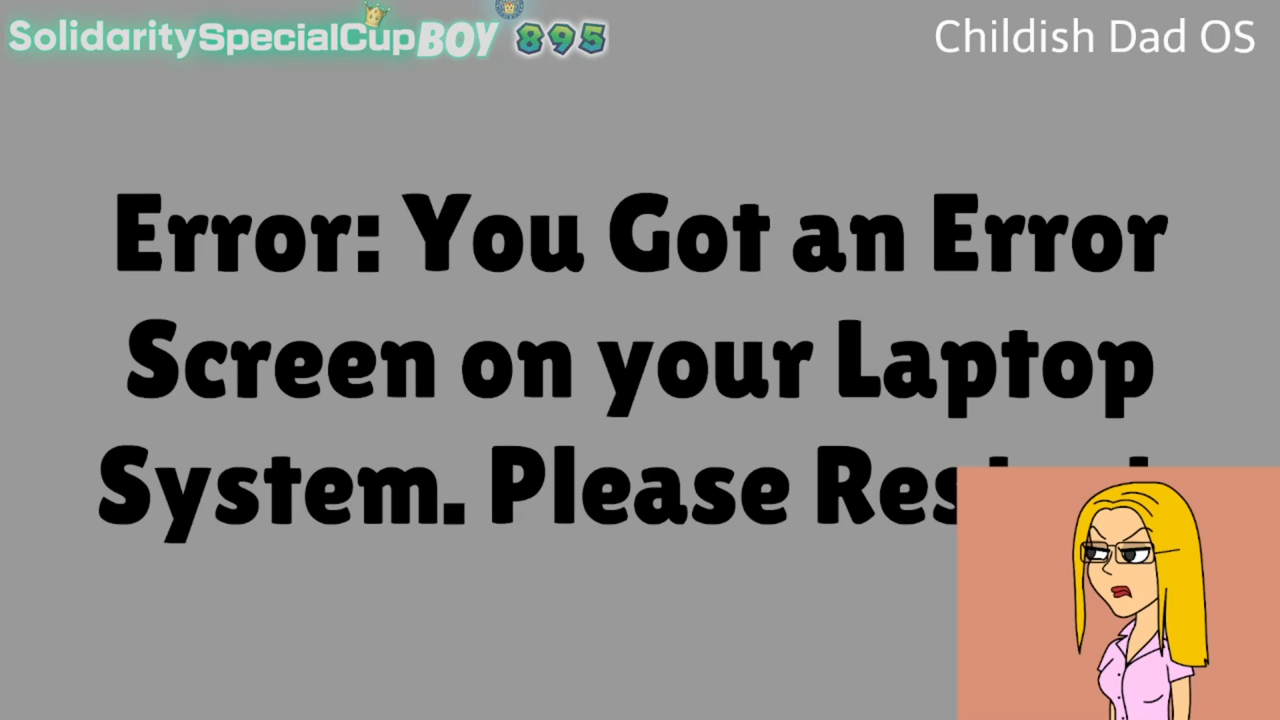 SolidaritySpecialCupBOY 895
Childish Dad OS
Error: You Got an Error
Screen on your Laptop
System. Please